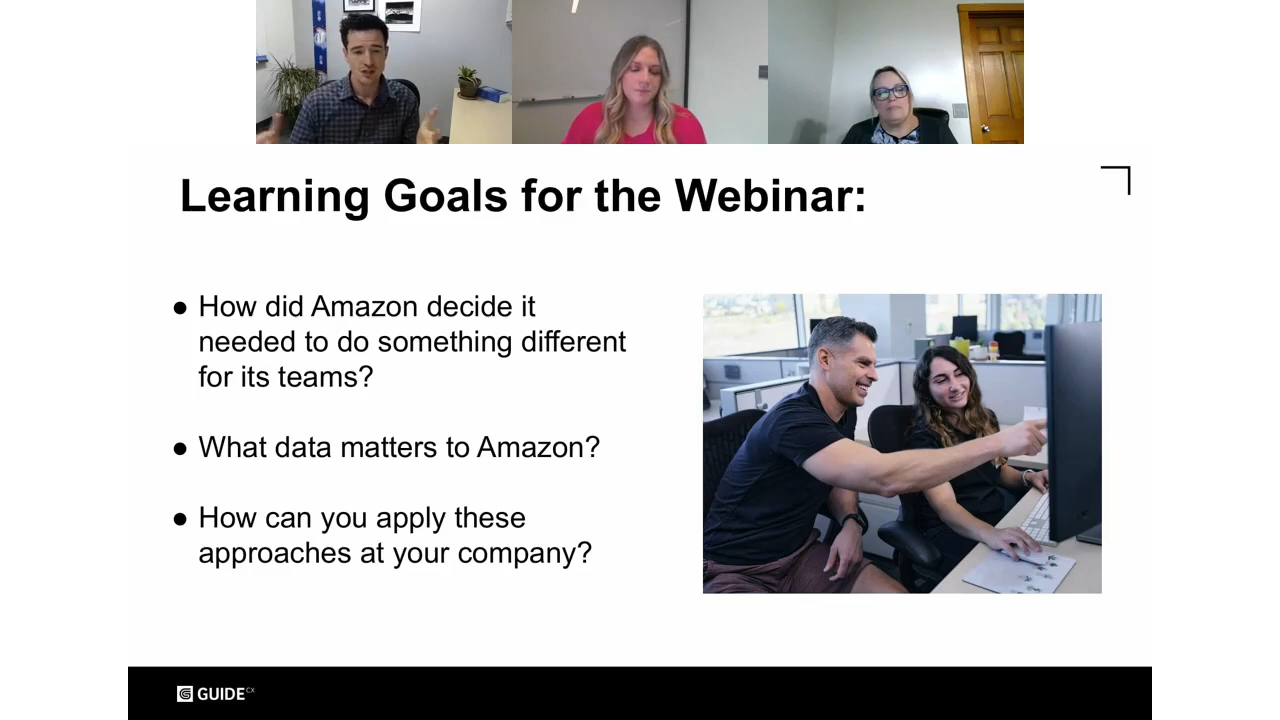 Learning Goals for the Webinar:
● How did Amazon decide it
needed to do something different
for its teams?
● What data matters to Amazon?
● How can you apply these
approaches at your company?
GUIDECX